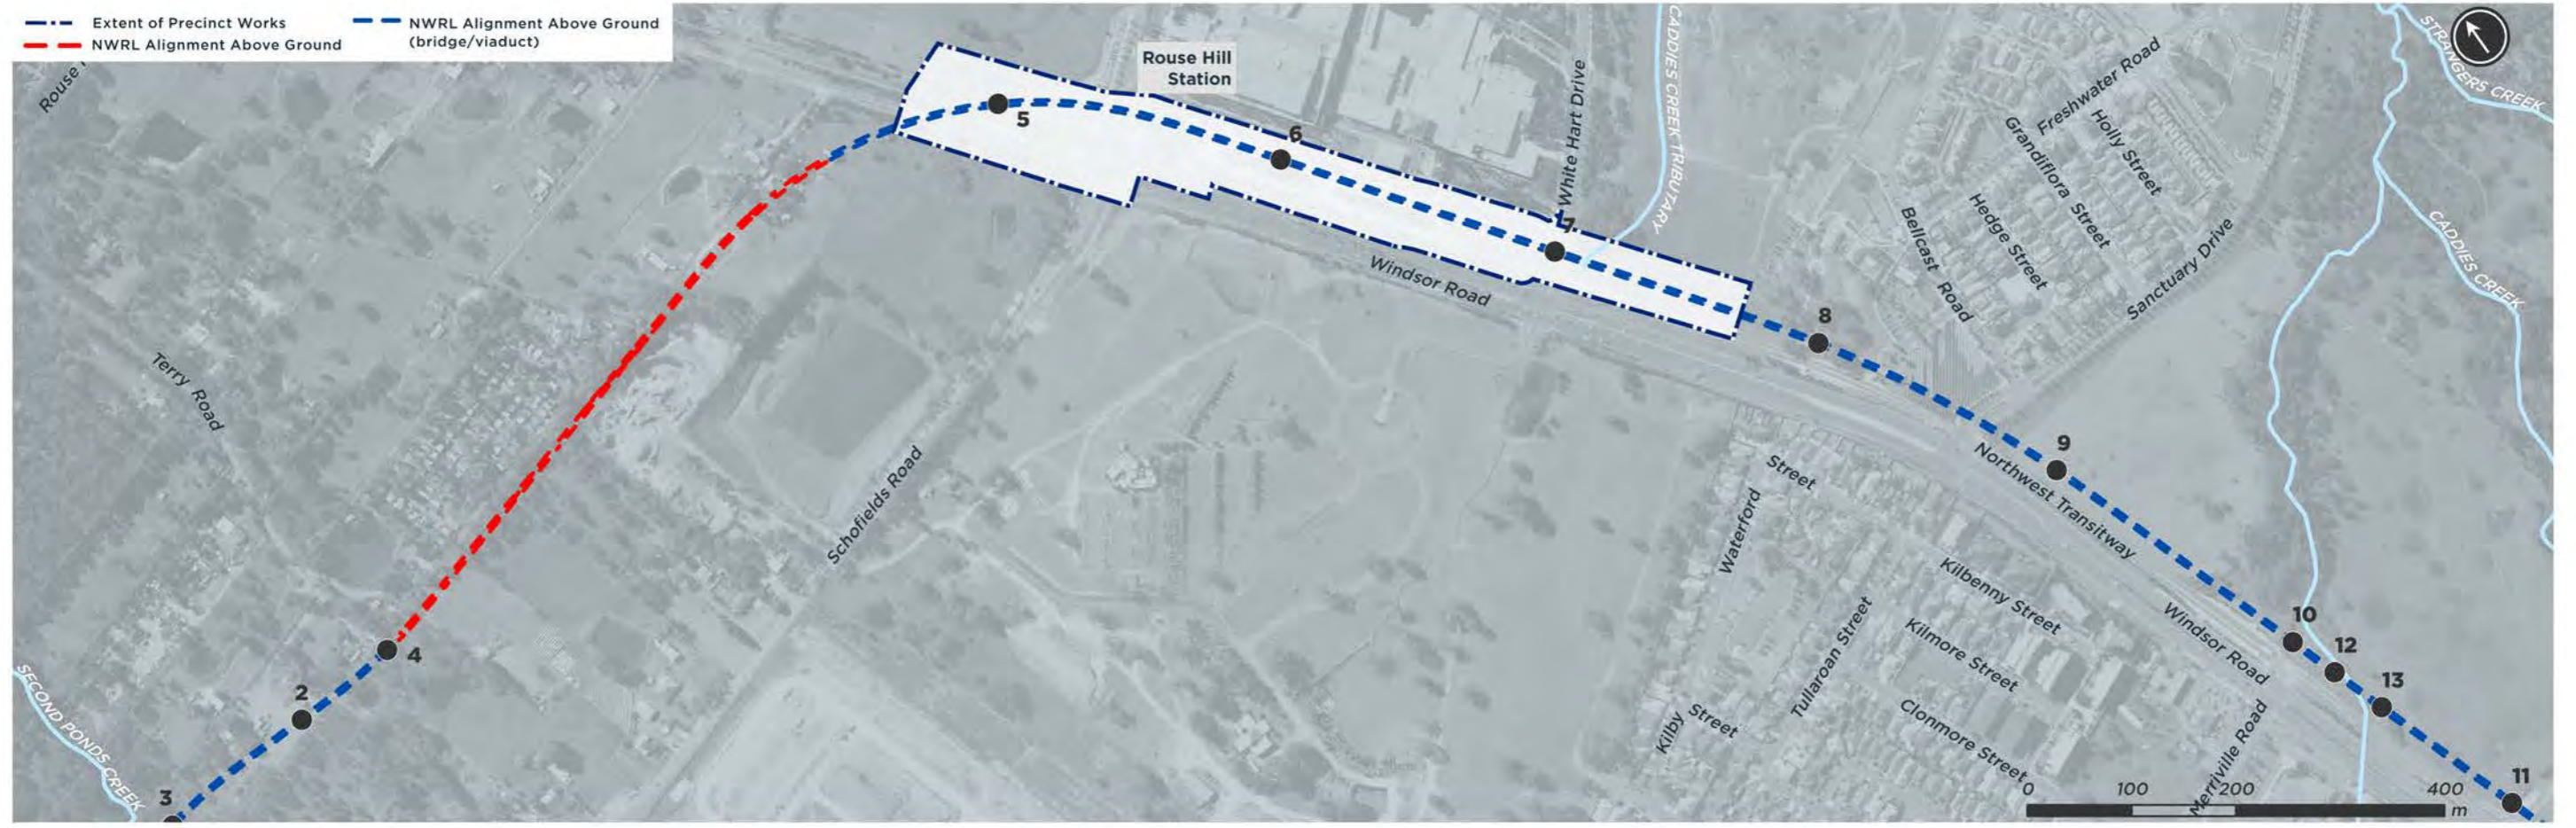 Extent of Precinct Works
NWRL Alignment Above Ground
NWRL Alignment Above Ground
(bridge/viaduct)
Rouse
Rouse Hill
Station
5
6
7
White Hart Drive
CADDIES CREEK TRIBUTARY
Windsor Road
Freshwater Road
Holly Street
Grandiflora Street
Hedge Street
Bellcast Road
Sanctuary Drive
STRANGERS CREEK
CADDIES CREEK
8
9
Northwest Transitway
Terry Road
Schofields Road
4
2
3
SECOND PONDS CREEK
Street
Waterford
Kilbenny Street
Tullaroan Street
Kilmore Street
Kilby
Street
Clonmore Street
Windsor Road
Merriville Road
10
12
13
11
0 100 200 400
m